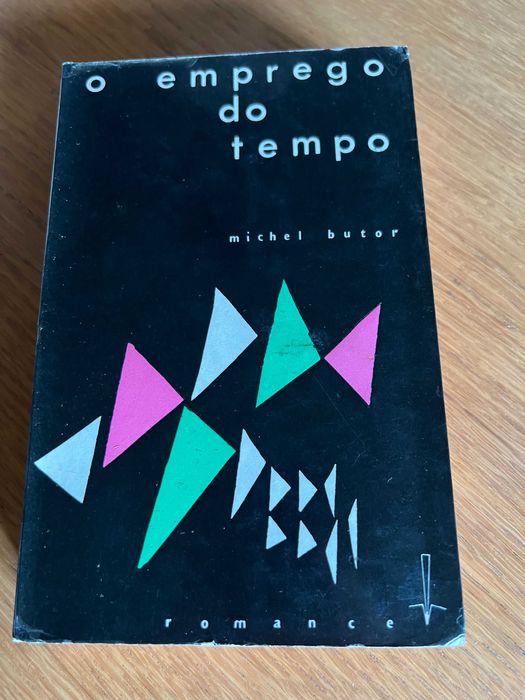 o emprego
do
tempo
michel butor
romance